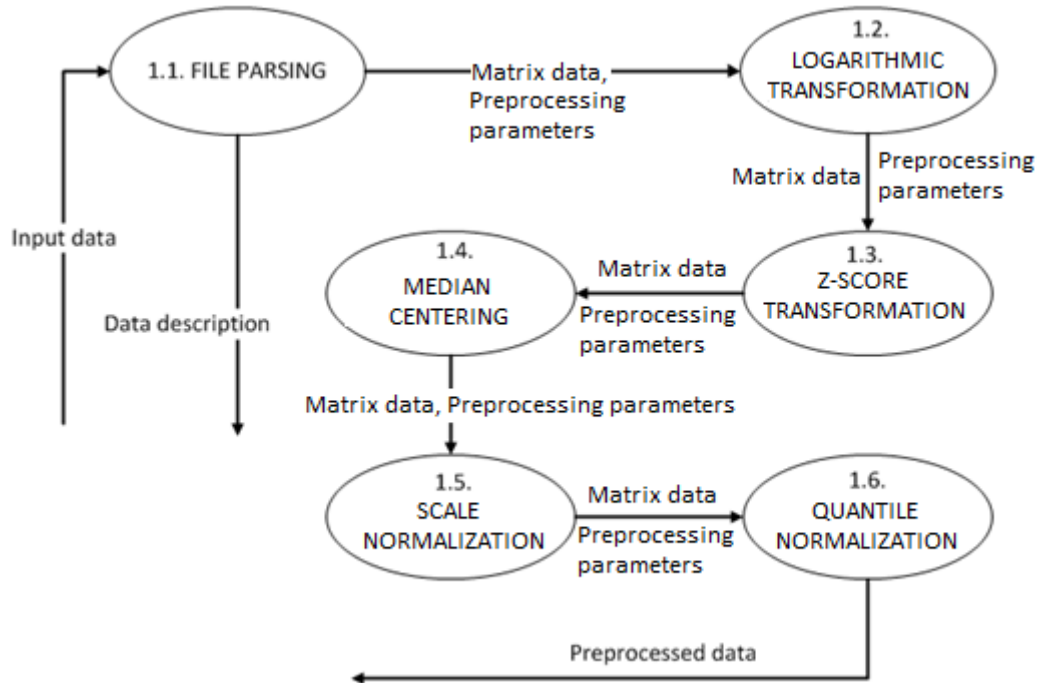 1.1. FILE PARSING
Matrix data,
Preprocessing
parameters
1.2.
LOGARITHMIC
TRANSFORMATION
Matrix data
Preprocessing
parameters
Input data
1.3.
Z-SCORE
TRANSFORMATION
Matrix data
Preprocessing
parameters
1.4.
MEDIAN
CENTERING
Data description
Matrix data, Preprocessing parameters
1.5.
SCALE
NORMALIZATION
Matrix data
Preprocessing
parameters
1.6.
QUANTILE
NORMALIZATION
Preprocessed data